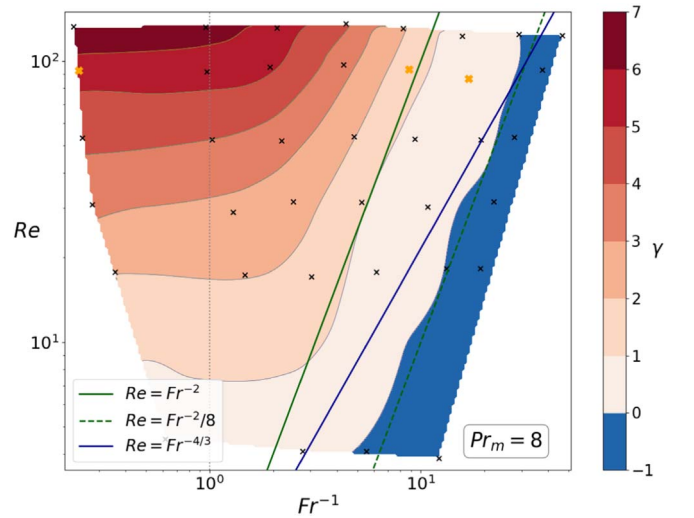 10²
Re
10¹
Re = Fr⁻²
Re = Fr⁻²/8
Re = Fr⁻⁴/³
Pr_m = 8
10⁰
10¹
Fr⁻¹
7
6
5
4
3
2
1
0
−1
γ